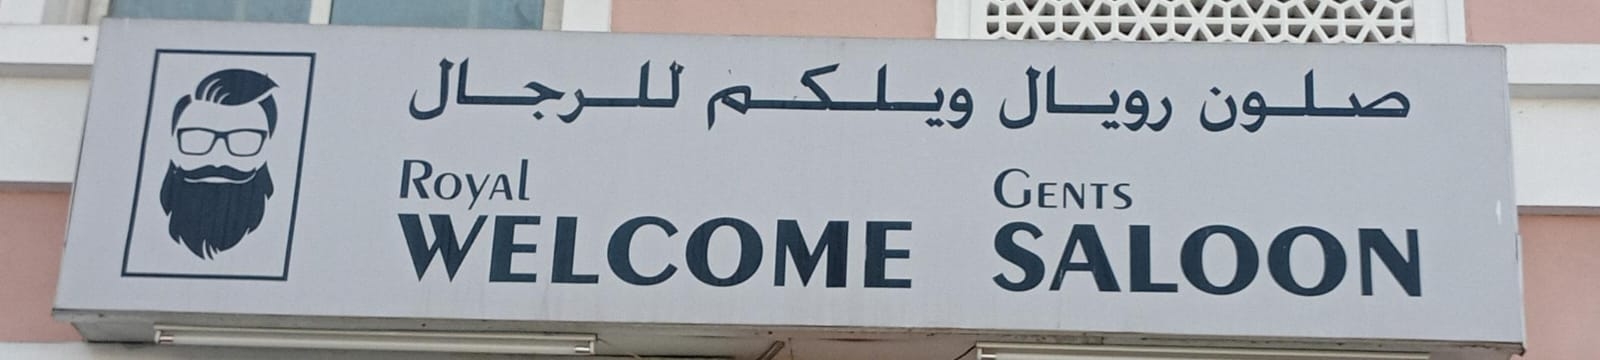 صلون رويال ويلكم للرجال
Royal GENTS
WELCOME SALOON